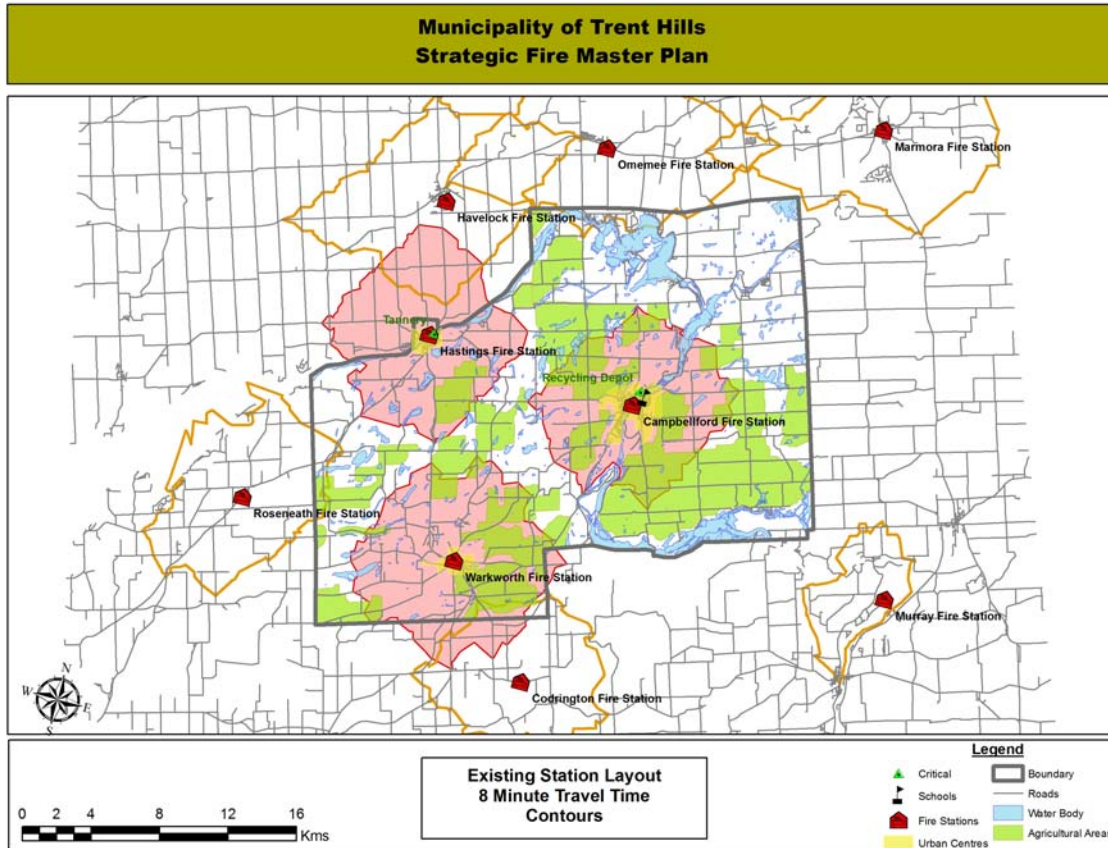 Municipality of Trent Hills
Strategic Fire Master Plan
Marmora Fire Station
Omemee Fire Station
Havelock Fire Station
Tannery
Hastings Fire Station
Recycling Depot
Campbellford Fire Station
Roseneath Fire Station
Warkworth Fire Station
Murray Fire Station
Codrington Fire Station
N
W
E
S
Existing Station Layout
8 Minute Travel Time
Contours
0 2 4 8 12 16
Kms
Legend
Critical
Schools
Fire Stations
Urban Centres
Boundary
Roads
Water Body
Agricultural Areas